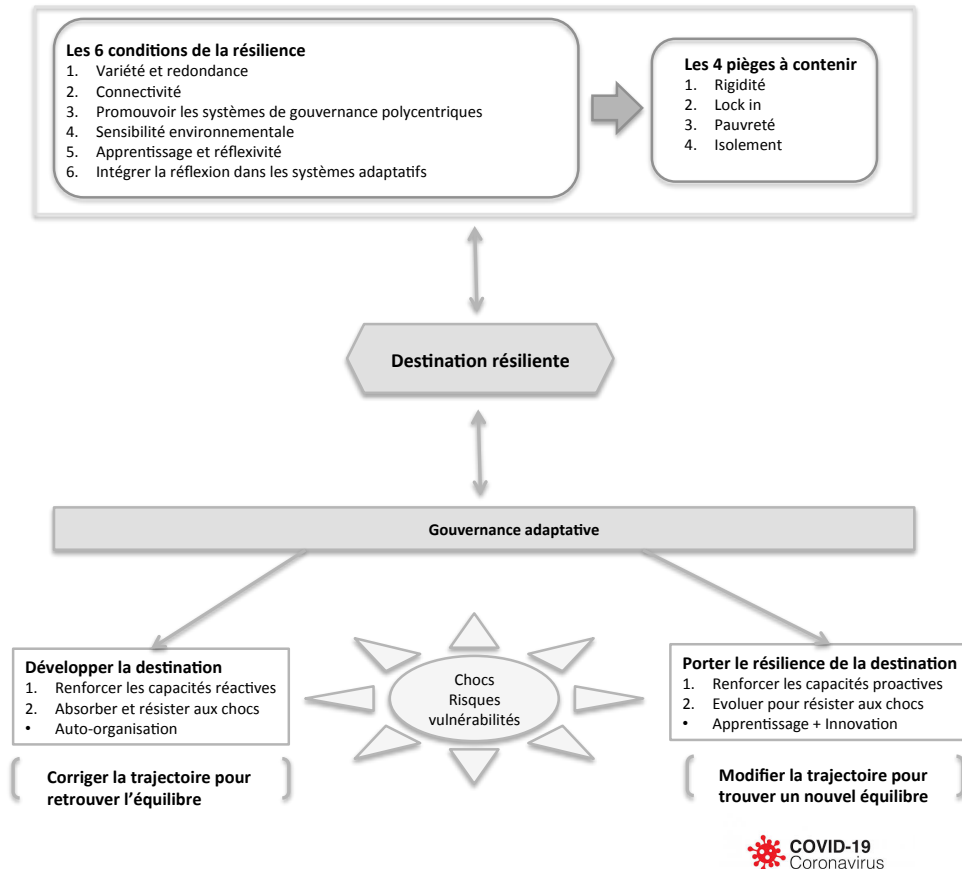 Les 6 conditions de la résilience
1. Variété et redondance
2. Connectivité
3. Promouvoir les systèmes de gouvernance polycentriques
4. Sensibilité environnementale
5. Apprentissage et réflexivité
6. Intégrer la réflexion dans les systèmes adaptatifs
Les 4 pièges à contenir
1. Rigidité
2. Lock in
3. Pauvreté
4. Isolement
Destination résiliente
Gouvernance adaptative
Développer la destination
1. Renforcer les capacités réactives
2. Absorber et résister aux chocs
• Auto-organisation
Corriger la trajectoire pour
retrouver l'équilibre
Chocs
Risques
vulnérabilités
Porter le résilience de la destination
1. Renforcer les capacités proactives
2. Evoluer pour résister aux chocs
• Apprentissage + Innovation
Modifier la trajectoire pour
trouver un nouvel équilibre
COVID-19
Coronavirus